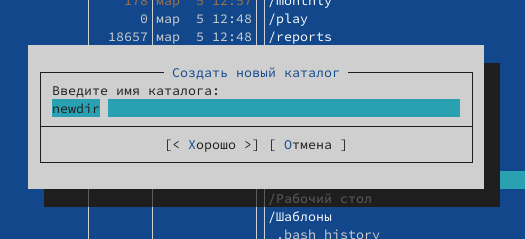 178 мар 5 12:57 /monthly
0 мар 5 12:48 /play
18657 мар 5 12:48 /reports
Создать новый каталог
Введите имя каталога:
newdir
[< Хорошо >] [ Отмена ]
/Рабочий стол
/Шаблоны
.bash_history